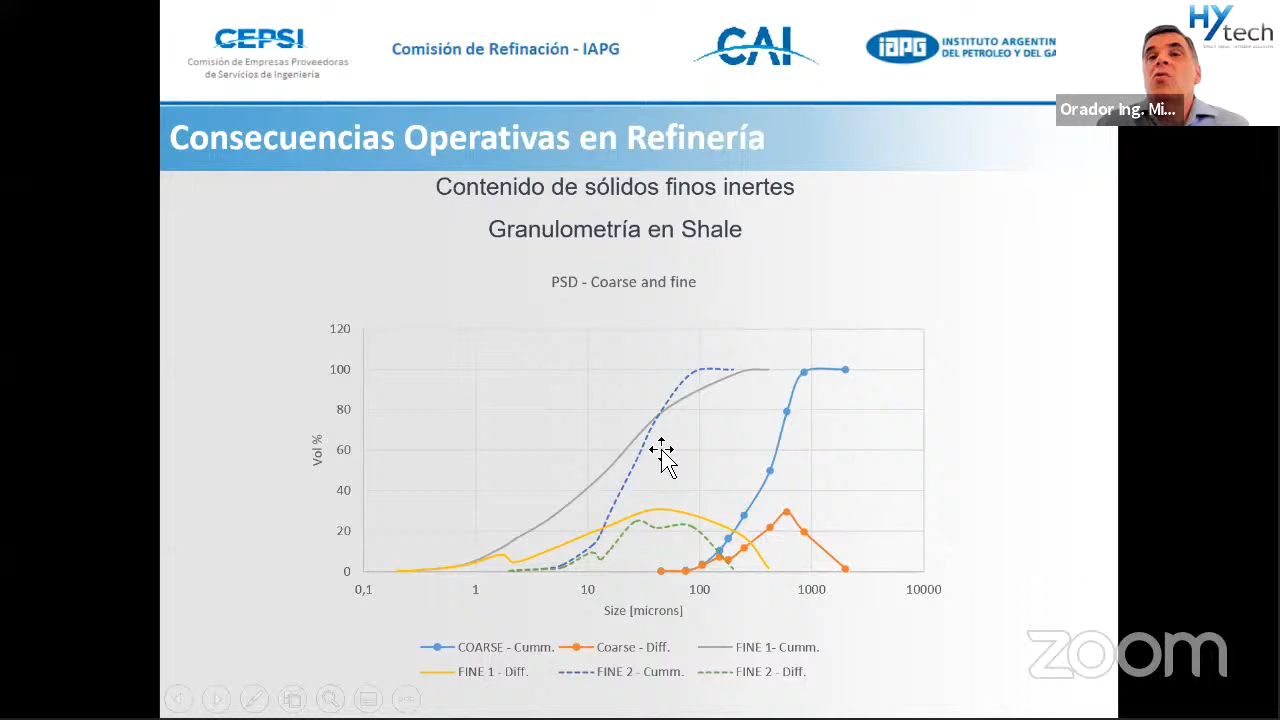 CEPSI
Comisión de Empresas Proveedoras
de Servicios de Ingeniería
Comisión de Refinación - IAPG
CAI
iAPG
INSTITUTO ARGENTIN
DEL PETROLEO Y DEL GA
HY tech
Orador Ing. Mi...
Consecuencias Operativas en Refinería
Contenido de sólidos finos inertes
Granulometría en Shale
PSD - Coarse and fine
120
100
80
60
40
20
0
Vol %
0,1 1 10 100 1000 10000
Size [microns]
COARSE - Cumm. Coarse - Diff. FINE 1- Cumm.
FINE 1 - Diff. FINE 2 - Cumm. FINE 2 - Diff.
zoom